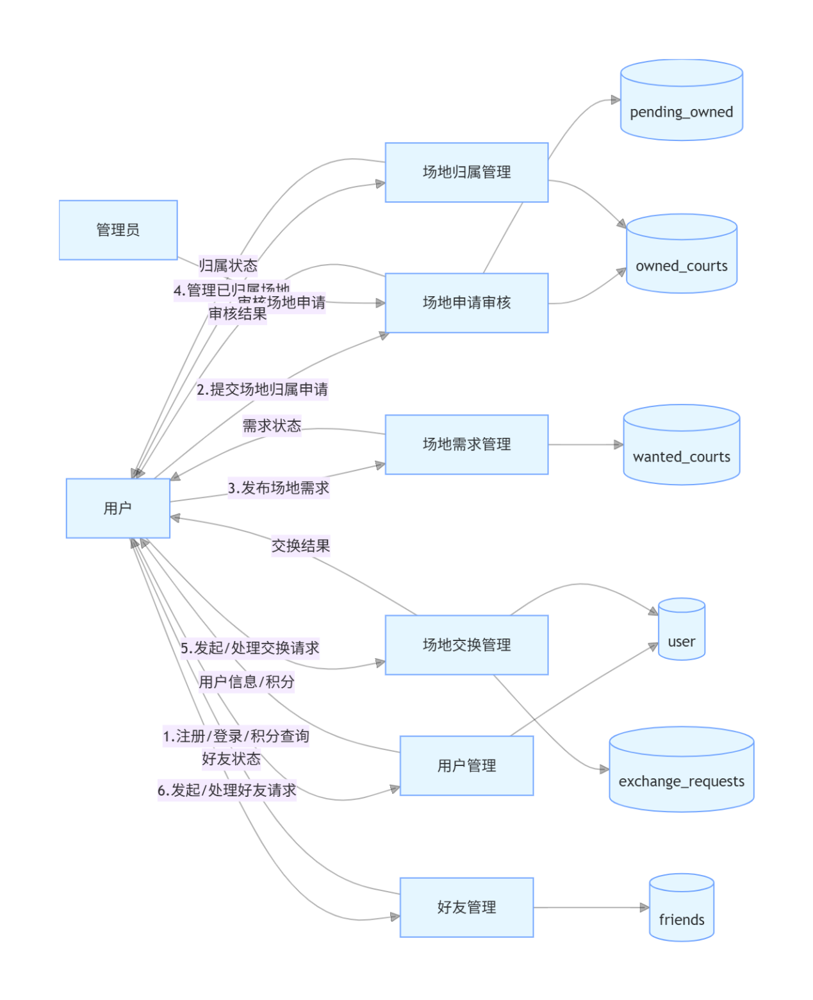 pending_owned
场地归属管理
管理员
归属状态
owned_courts
4.管理已归属场地
审核场地申请
场地申请审核
审核结果
2.提交场地归属申请
需求状态
场地需求管理
wanted_courts
3.发布场地需求
用户
交换结果
user
场地交换管理
5.发起/处理交换请求
用户信息/积分
1.注册/登录/积分查询
好友状态
用户管理
exchange_requests
6.发起/处理好友请求
好友管理
friends